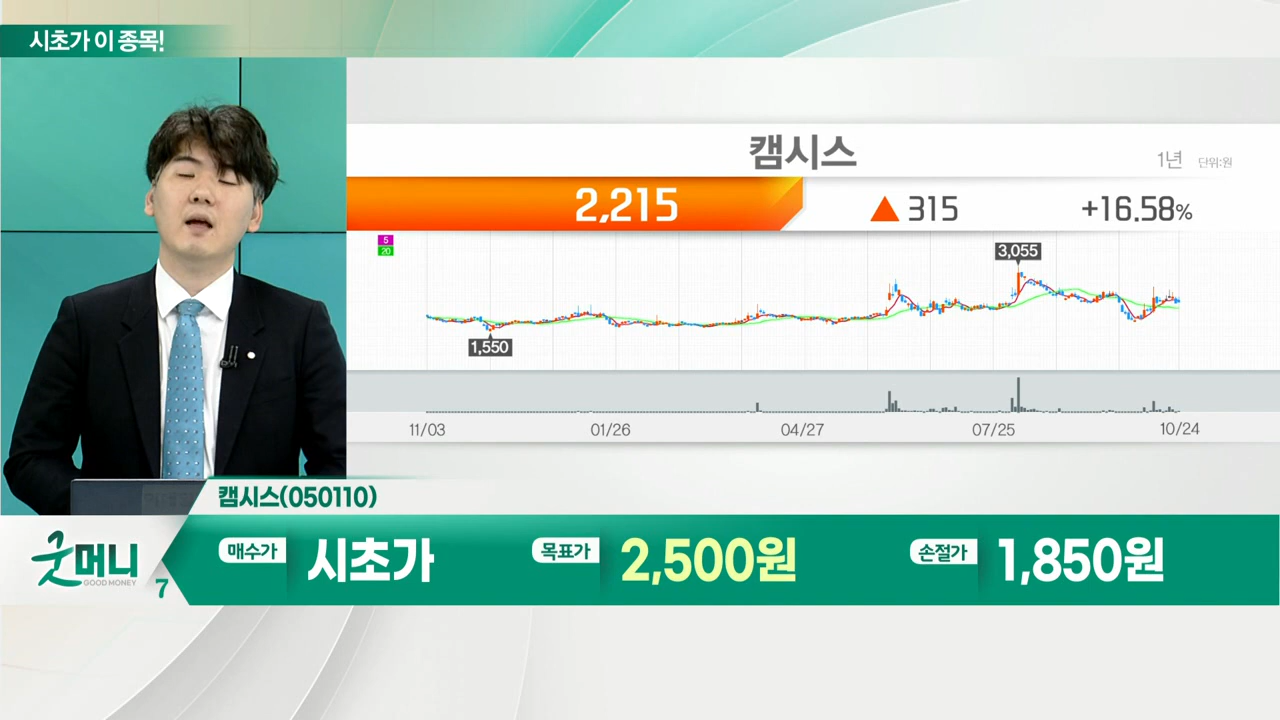 시초가 이 종목!
캠시스
1년 단위:원
2,215 ▲ 315 +16.58%
5
20
3,055
1,550
11/03 01/26 04/27 07/25 10/24
캠시스(050110)
굿머니
GOOD MONEY
7
매수가 시초가 목표가 2,500원 손절가 1,850원